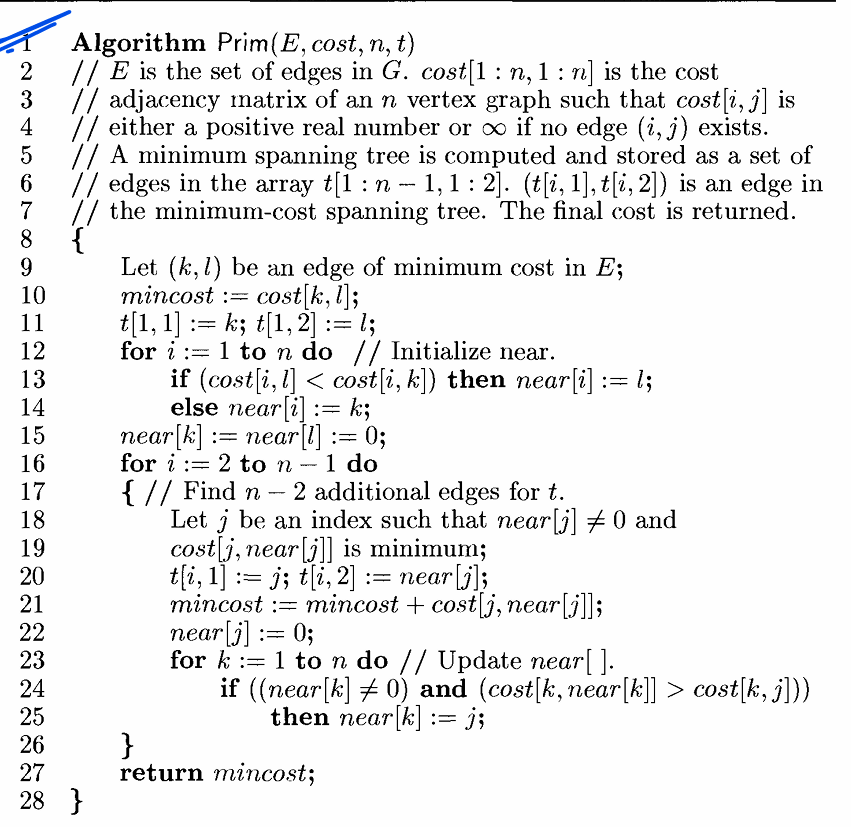 1 Algorithm Prim(E, cost, n, t)
2 // E is the set of edges in G. cost[1 : n, 1 : n] is the cost
3 // adjacency matrix of an n vertex graph such that cost[i, j] is
4 // either a positive real number or ∞ if no edge (i, j) exists.
5 // A minimum spanning tree is computed and stored as a set of
6 // edges in the array t[1 : n − 1, 1 : 2]. (t[i, 1], t[i, 2]) is an edge in
7 // the minimum-cost spanning tree. The final cost is returned.
8 {
9 Let (k, l) be an edge of minimum cost in E;
10 mincost := cost[k, l];
11 t[1, 1] := k; t[1, 2] := l;
12 for i := 1 to n do // Initialize near.
13 if (cost[i, l] < cost[i, k]) then near[i] := l;
14 else near[i] := k;
15 near[k] := near[l] := 0;
16 for i := 2 to n − 1 do
17 { // Find n − 2 additional edges for t.
18 Let j be an index such that near[j] ≠ 0 and
19 cost[j, near[j]] is minimum;
20 t[i, 1] := j; t[i, 2] := near[j];
21 mincost := mincost + cost[j, near[j]];
22 near[j] := 0;
23 for k := 1 to n do // Update near[ ].
24 if ((near[k] ≠ 0) and (cost[k, near[k]] > cost[k, j]))
25 then near[k] := j;
26 }
27 return mincost;
28 }